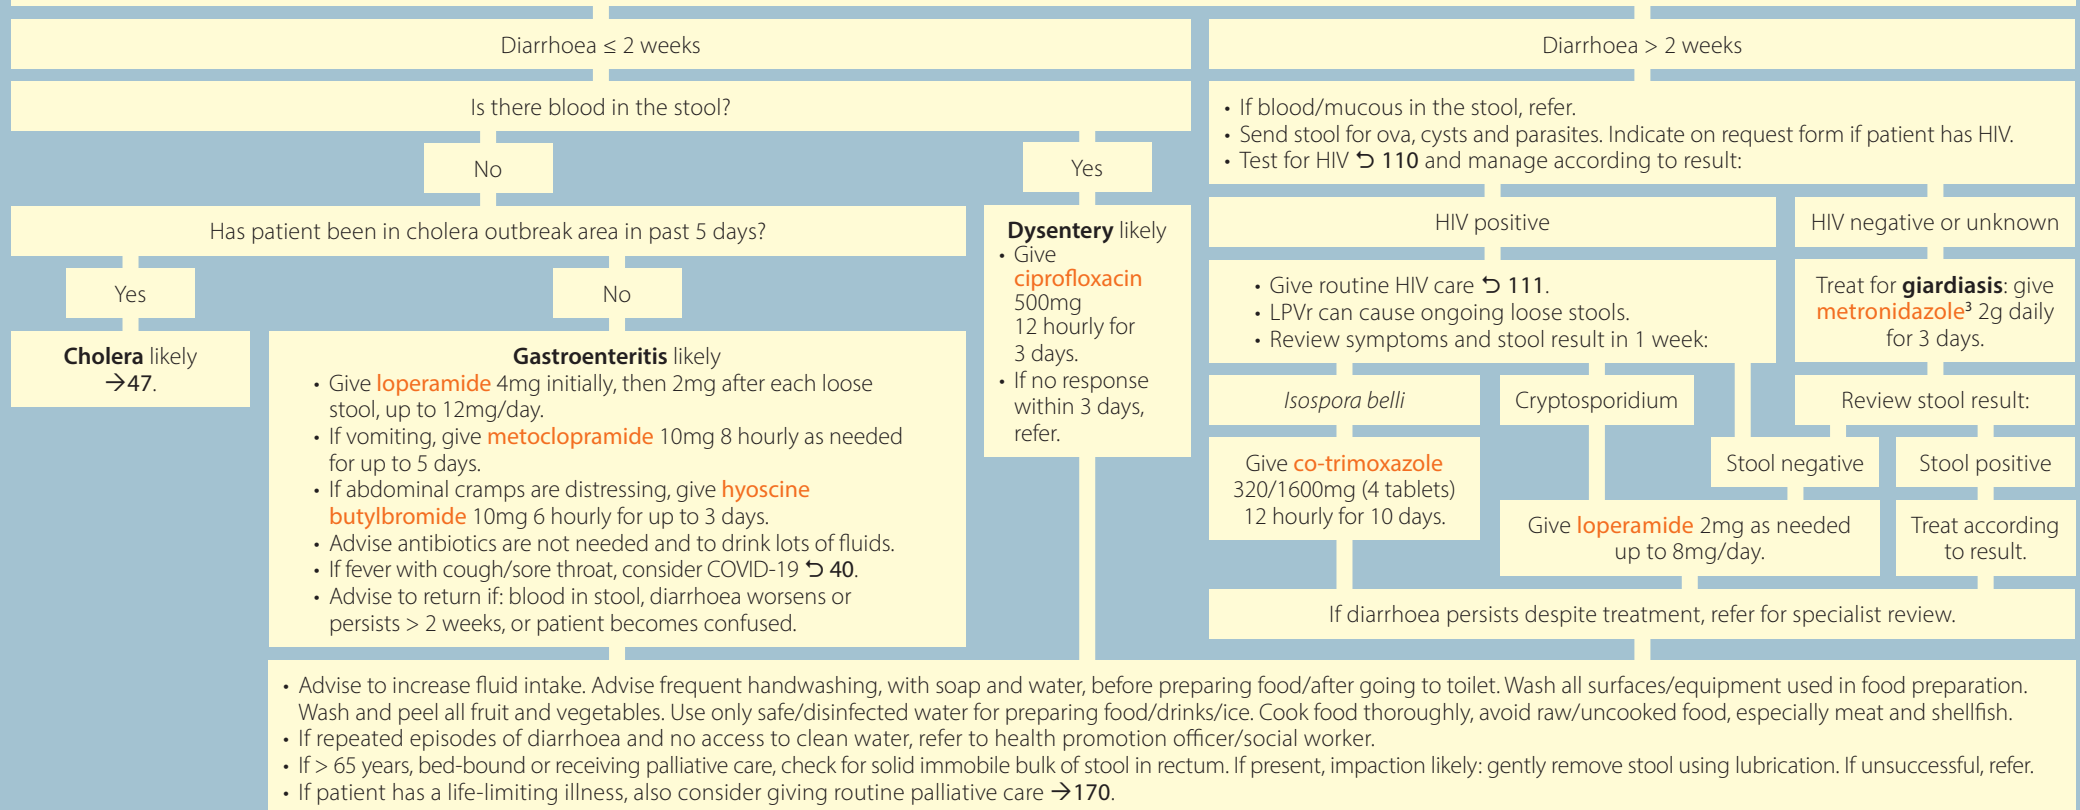 Diarrhoea ≤ 2 weeks
Is there blood in the stool?
No
Yes
Has patient been in cholera outbreak area in past 5 days?
Yes
No
Cholera likely
→47.
Gastroenteritis likely
• Give loperamide 4mg initially, then 2mg after each loose
stool, up to 12mg/day.
• If vomiting, give metoclopramide 10mg 8 hourly as needed
for up to 5 days.
• If abdominal cramps are distressing, give hyoscine
butylbromide 10mg 6 hourly for up to 3 days.
• Advise antibiotics are not needed and to drink lots of fluids.
• If fever with cough/sore throat, consider COVID-19 ⮌ 40.
• Advise to return if: blood in stool, diarrhoea worsens or
persists > 2 weeks, or patient becomes confused.
Dysentery likely
• Give
ciprofloxacin
500mg
12 hourly for
3 days.
• If no response
within 3 days,
refer.
Diarrhoea > 2 weeks
• If blood/mucous in the stool, refer.
• Send stool for ova, cysts and parasites. Indicate on request form if patient has HIV.
• Test for HIV ⮌ 110 and manage according to result:
HIV positive
• Give routine HIV care ⮌ 111.
• LPVr can cause ongoing loose stools.
• Review symptoms and stool result in 1 week:
Isospora belli
Give co-trimoxazole
320/1600mg (4 tablets)
12 hourly for 10 days.
Cryptosporidium
HIV negative or unknown
Treat for giardiasis: give
metronidazole³ 2g daily
for 3 days.
Review stool result:
Stool negative
Stool positive
Give loperamide 2mg as needed
up to 8mg/day.
Treat according
to result.
If diarrhoea persists despite treatment, refer for specialist review.
• Advise to increase fluid intake. Advise frequent handwashing, with soap and water, before preparing food/after going to toilet. Wash all surfaces/equipment used in food preparation.
Wash and peel all fruit and vegetables. Use only safe/disinfected water for preparing food/drinks/ice. Cook food thoroughly, avoid raw/uncooked food, especially meat and shellfish.
• If repeated episodes of diarrhoea and no access to clean water, refer to health promotion officer/social worker.
• If > 65 years, bed-bound or receiving palliative care, check for solid immobile bulk of stool in rectum. If present, impaction likely: gently remove stool using lubrication. If unsuccessful, refer.
• If patient has a life-limiting illness, also consider giving routine palliative care →170.